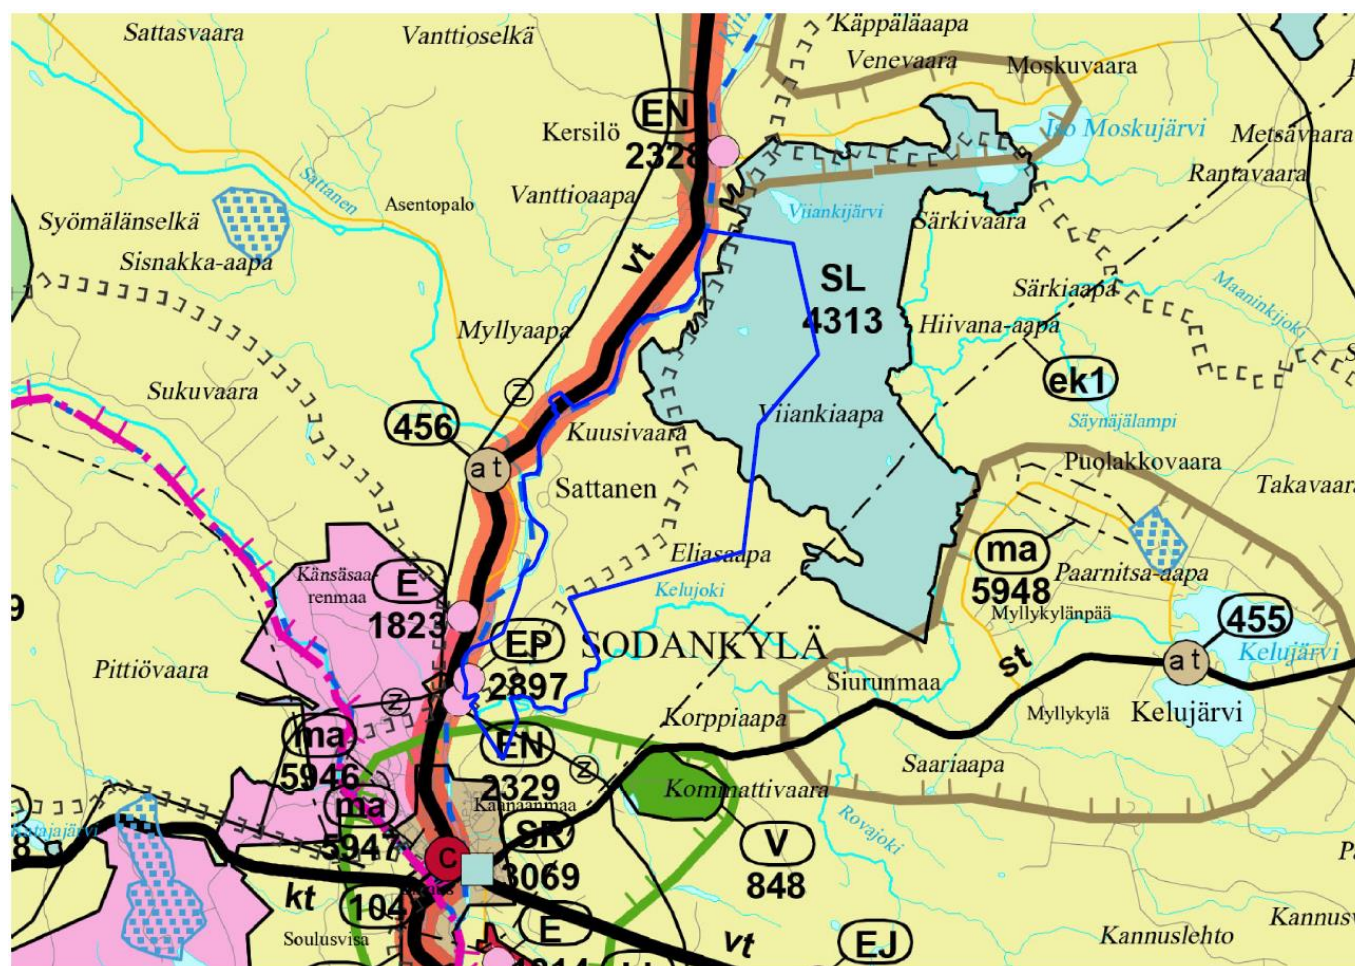 Sattasvaara
Vanttioselkä
Käppäläaapa
Venevaara
Moskuvaara
EN
2328
Kersilö
Iso Moskujärvi
Metsävaara
Rantavaara
Sattanen
Asentopalo
Vanttioaapa
Viiankijärvi
Särkivaara
Syömälänselkä
Sisnakka-aapa
vt
SL
4313
Särkiaapa
Maaninkijoki
Hiivana-aapa
Myllyaapa
ek1
Sukuvaara
z
456
Kuusivaara
Viiankiaapa
Säynäjälampi
at
Sattanen
Puolakkovaara
Takavaara
Eliasaapa
ma
5948
Paarnitsa-aapa
Känsäsaa-
renmaa
E
1823
Kelujoki
Myllykylänpää
455
9
EP
2897
SODANKYLÄ
at
Kelujärvi
Pittiövaara
st
Siurunmaa
z
Korppiaapa
Myllykylä
Kelujärvi
ma
5946
EN
2329
z
Saariaapa
Kommattivaara
Kaunaanmaa
ma
5947
Rovajoki
8
SR
3069
V
848
C
kt
104
Soulusvisa
E
vt
EJ
Kannuslehto